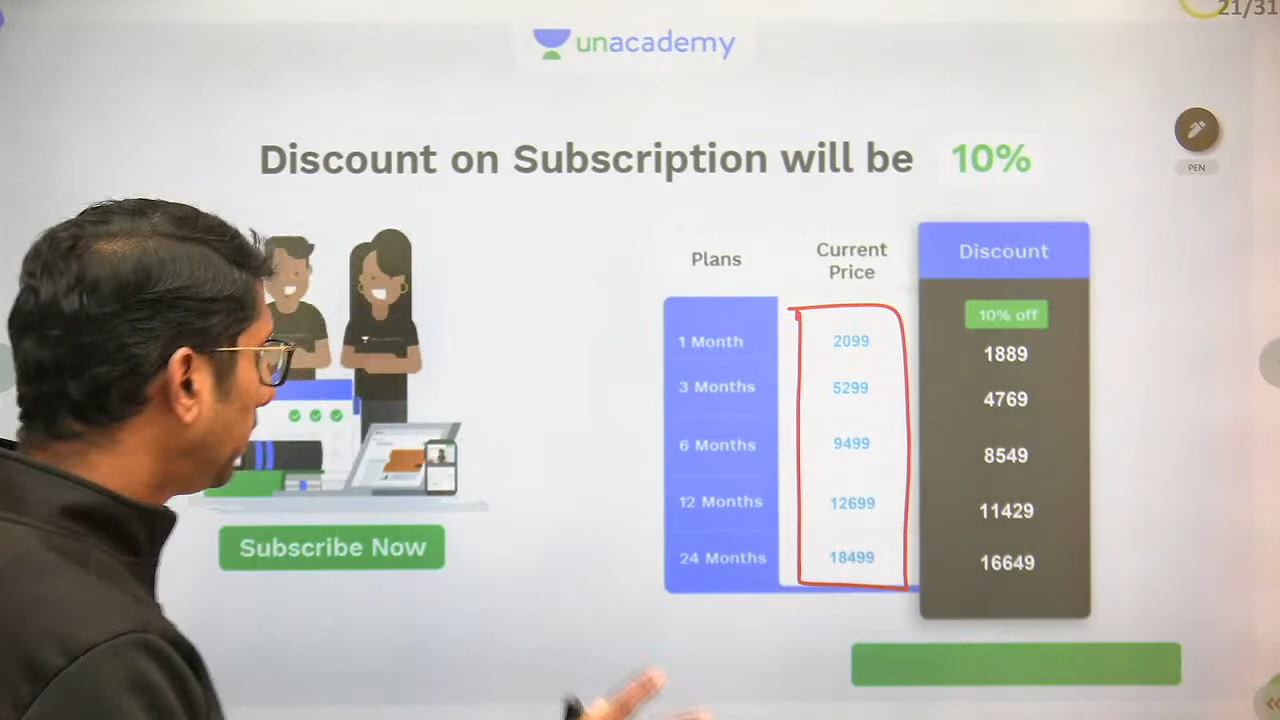 21/31
unacademy
Discount on Subscription will be 10%
PEN
Plans Current Price Discount
10% off
1 Month 2099 1889
3 Months 5299 4769
6 Months 9499 8549
12 Months 12699 11429
24 Months 18499 16649
Subscribe Now